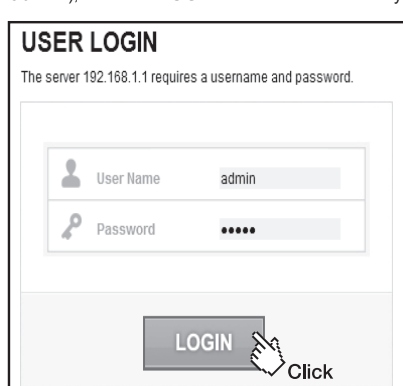 USER LOGIN
The server 192.168.1.1 requires a username and password.
User Name admin
Password •••••
LOGIN
Click